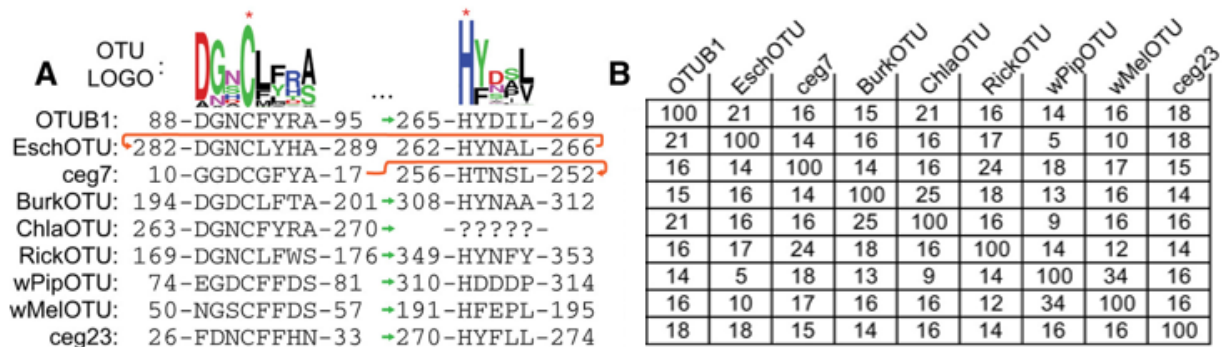 A
OTU
LOGO :
* *
...
OTUB1: 88-DGNCFYRA-95 →265-HYDIL-269
EschOTU: 282-DGNCLYHA-289 262-HYNAL-266
ceg7: 10-GGDCGFYA-17 256-HTNSL-252
BurkOTU: 194-DGDCLFTA-201→308-HYNAA-312
ChlaOTU: 263-DGNCFYRA-270→ -?????-
RickOTU: 169-DGNCLFWS-176→349-HYNFY-353
wPipOTU: 74-EGDCFFDS-81 →310-HDDDP-314
wMelOTU: 50-NGSCFFDS-57 →191-HFEPL-195
ceg23: 26-FDNCFFHN-33 →270-HYFLL-274
B
OTUB1 EschOTU ceg7 BurkOTU ChlaOTU RickOTU wPipOTU wMelOTU ceg23
100 21 16 15 21 16 14 16 18
21 100 14 16 16 17 5 10 18
16 14 100 14 16 24 18 17 15
15 16 14 100 25 18 13 16 14
21 16 16 25 100 16 9 16 16
16 17 24 18 16 100 14 12 14
14 5 18 13 9 14 100 34 16
16 10 17 16 16 12 34 100 16
18 18 15 14 16 14 16 16 100